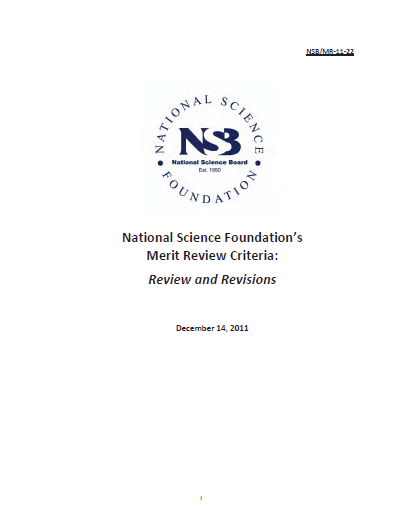 NSB/MR-11-22
NATIONAL SCIENCE
NSB
National Science Board
Est. 1950
FOUNDATION
National Science Foundation's
Merit Review Criteria:
Review and Revisions
December 14, 2011
i